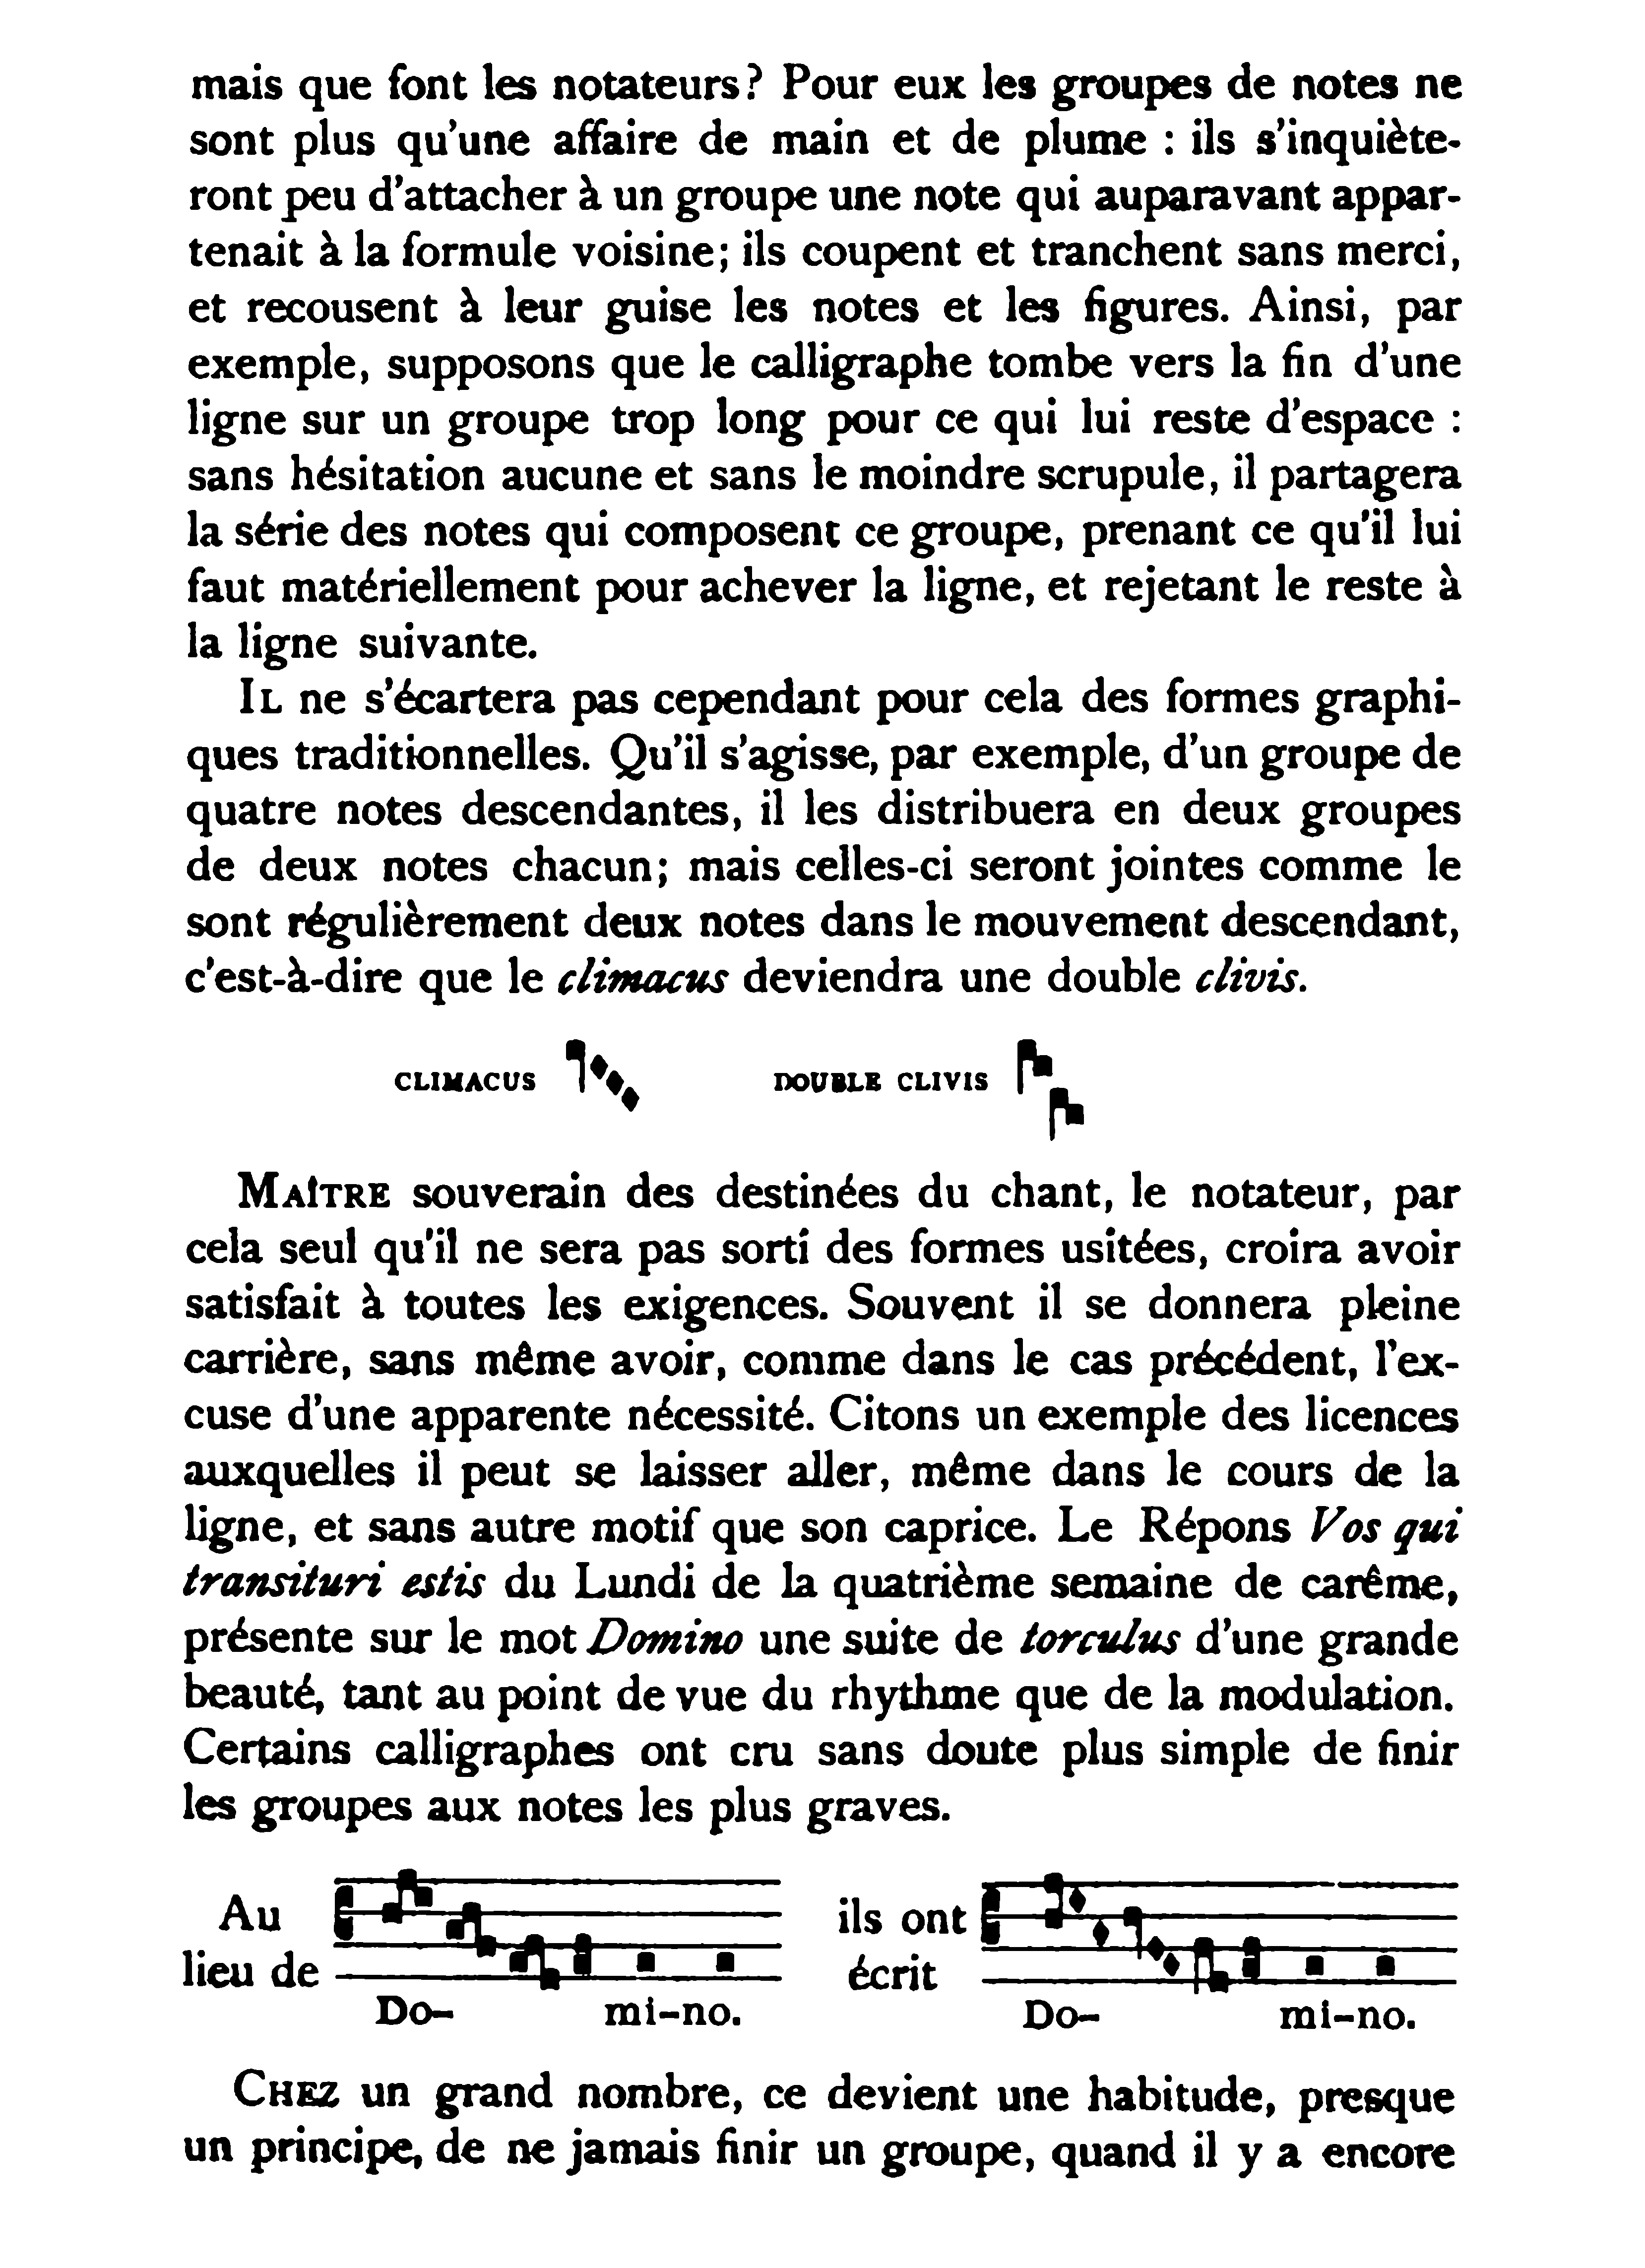 mais que font les notateurs? Pour eux les groupes de notes ne
sont plus qu'une affaire de main et de plume : ils s'inquiète-
ront peu d'attacher à un groupe une note qui auparavant appar-
tenait à la formule voisine; ils coupent et tranchent sans merci,
et recousent à leur guise les notes et les figures. Ainsi, par
exemple, supposons que le calligraphe tombe vers la fin d'une
ligne sur un groupe trop long pour ce qui lui reste d'espace :
sans hésitation aucune et sans le moindre scrupule, il partagera
la série des notes qui composent ce groupe, prenant ce qu'il lui
faut matériellement pour achever la ligne, et rejetant le reste à
la ligne suivante.
IL ne s'écartera pas cependant pour cela des formes graphi-
ques traditionnelles. Qu'il s'agisse, par exemple, d'un groupe de
quatre notes descendantes, il les distribuera en deux groupes
de deux notes chacun; mais celles-ci seront jointes comme le
sont régulièrement deux notes dans le mouvement descendant,
c'est-à-dire que le climacus deviendra une double clivis.
CLIMACUS DOUBLE CLIVIS
MAÎTRE souverain des destinées du chant, le notateur, par
cela seul qu'il ne sera pas sorti des formes usitées, croira avoir
satisfait à toutes les exigences. Souvent il se donnera pleine
carrière, sans même avoir, comme dans le cas précédent, l'ex-
cuse d'une apparente nécessité. Citons un exemple des licences
auxquelles il peut se laisser aller, même dans le cours de la
ligne, et sans autre motif que son caprice. Le Répons Vos qui
transituri estis du Lundi de la quatrième semaine de carême,
présente sur le mot Domino une suite de torculus d'une grande
beauté, tant au point de vue du rhythme que de la modulation.
Certains calligraphes ont cru sans doute plus simple de finir
les groupes aux notes les plus graves.
Au ils ont
lieu de écrit
Do- mi-no. Do- mi-no.
CHEZ un grand nombre, ce devient une habitude, presque
un principe, de ne jamais finir un groupe, quand il y a encore